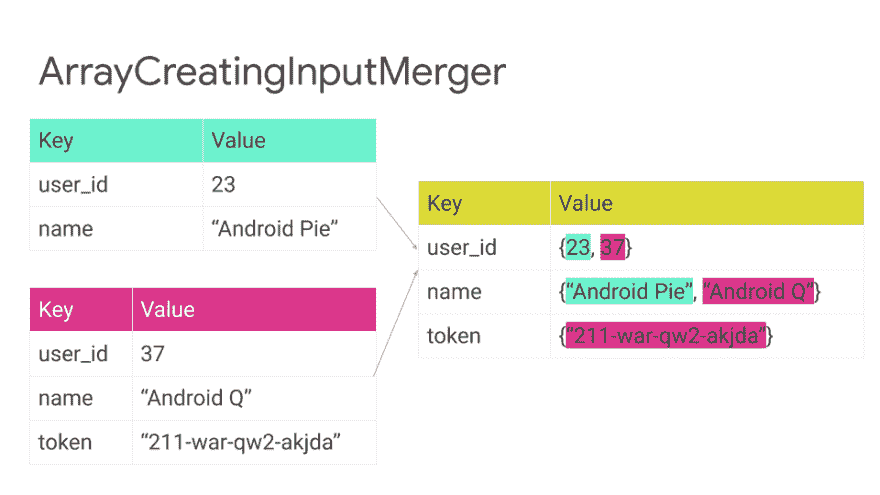 ArrayCreatingInputMerger
Key Value
user_id 23
name “Android Pie”
Key Value
user_id 37
name “Android Q”
token “211-war-qw2-akjda”
Key Value
user_id {23, 37}
name {“Android Pie”, “Android Q”}
token {“211-war-qw2-akjda”}